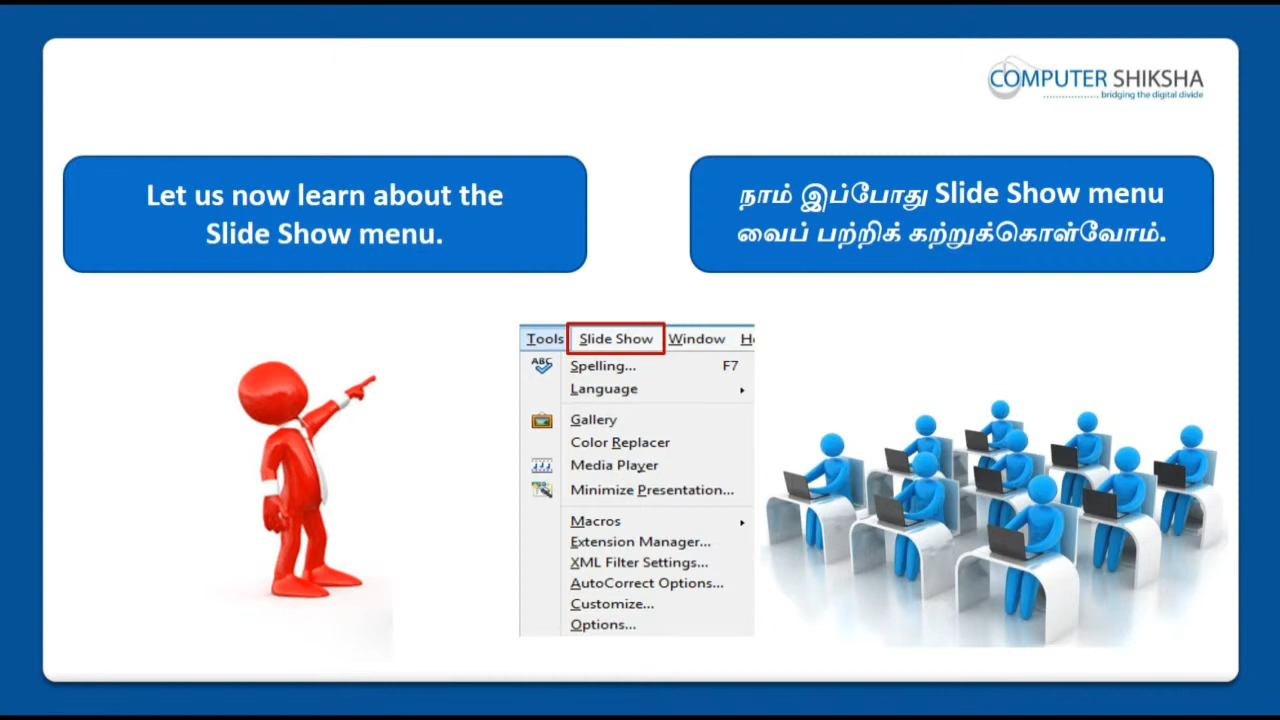 COMPUTER SHIKSHA
bridging the digital divide
Let us now learn about the
Slide Show menu.
நாம் இப்போது Slide Show menu
வைப் பற்றிக் கற்றுக்கொள்வோம்.
Tools Slide Show Window
ABC Spelling... F7
Language
Gallery
Color Replacer
Media Player
Minimize Presentation...
Macros
Extension Manager...
XML Filter Settings...
AutoCorrect Options...
Customize...
Options...